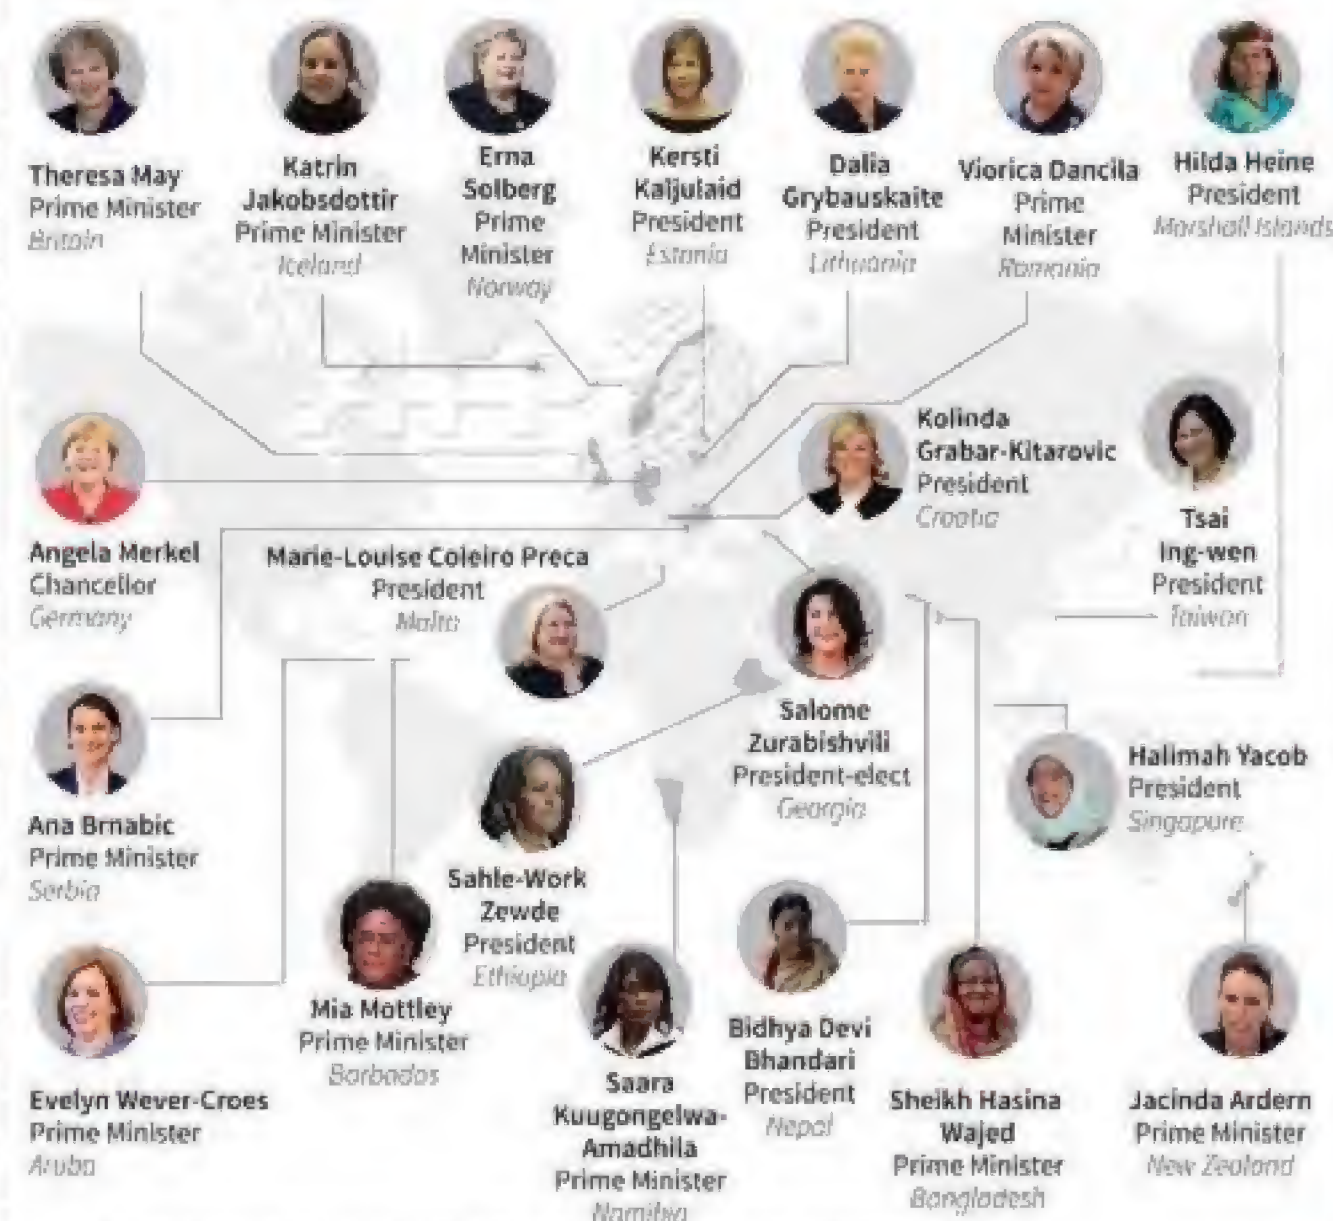 Theresa May
Prime Minister
Britain
Katrin
Jakobsdottir
Prime Minister
Iceland
Erna
Solberg
Prime
Minister
Norway
Kersti
Kaljulaid
President
Estonia
Dalia
Grybauskaite
President
Lithuania
Viorica Dancila
Prime
Minister
Romania
Hilda Heine
President
Marshall Islands
Angela Merkel
Chancellor
Germany
Marie-Louise Coleiro Preca
President
Malta
Kolinda
Grabar-Kitarovic
President
Croatia
Tsai
Ing-wen
President
Taiwan
Ana Brnabic
Prime Minister
Serbia
Salome
Zurabishvili
President-elect
Georgia
Halimah Yacob
President
Singapore
Sahle-Work
Zewde
President
Ethiopia
Evelyn Wever-Croes
Prime Minister
Aruba
Mia Mottley
Prime Minister
Barbados
Saara
Kuugongelwa-
Amadhila
Prime Minister
Namibia
Bidhya Devi
Bhandari
President
Nepal
Sheikh Hasina
Wajed
Prime Minister
Bangladesh
Jacinda Ardern
Prime Minister
New Zealand